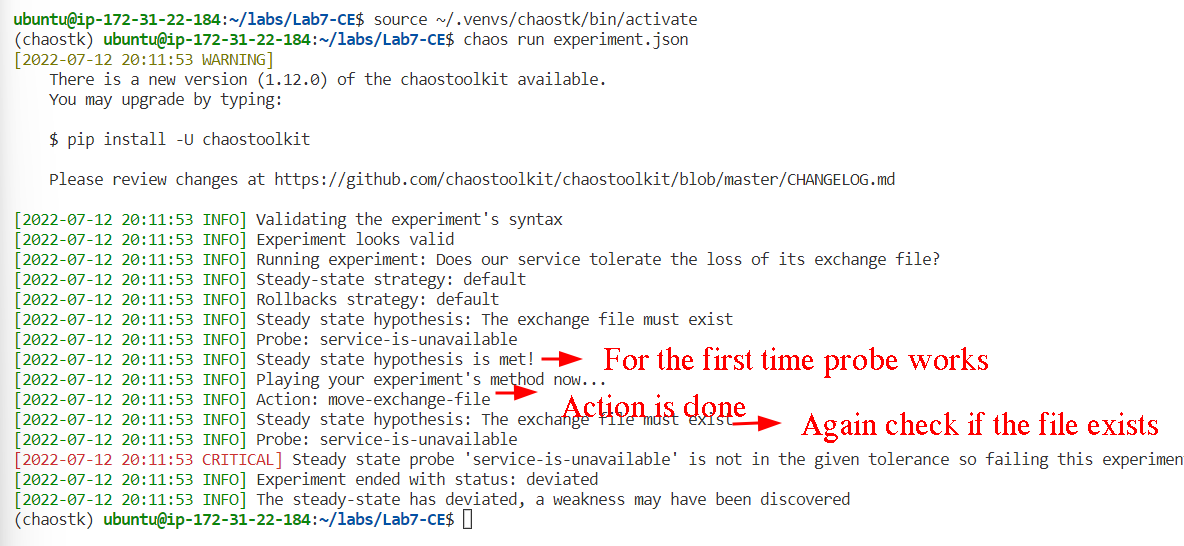 ubuntu@ip-172-31-22-184:~/labs/Lab7-CE$ source ~/.venvs/chaostk/bin/activate
(chaostk) ubuntu@ip-172-31-22-184:~/labs/Lab7-CE$ chaos run experiment.json
[2022-07-12 20:11:53 WARNING]
There is a new version (1.12.0) of the chaostoolkit available.
You may upgrade by typing:
$ pip install -U chaostoolkit
Please review changes at https://github.com/chaostoolkit/chaostoolkit/blob/master/CHANGELOG.md
[2022-07-12 20:11:53 INFO] Validating the experiment's syntax
[2022-07-12 20:11:53 INFO] Experiment looks valid
[2022-07-12 20:11:53 INFO] Running experiment: Does our service tolerate the loss of its exchange file?
[2022-07-12 20:11:53 INFO] Steady-state strategy: default
[2022-07-12 20:11:53 INFO] Rollbacks strategy: default
[2022-07-12 20:11:53 INFO] Steady state hypothesis: The exchange file must exist
[2022-07-12 20:11:53 INFO] Probe: service-is-unavailable
[2022-07-12 20:11:53 INFO] Steady state hypothesis is met!
For the first time probe works
[2022-07-12 20:11:53 INFO] Playing your experiment's method now...
[2022-07-12 20:11:53 INFO] Action: move-exchange-file
Action is done
[2022-07-12 20:11:53 INFO] Steady state hypothesis: The exchange file must exist
Again check if the file exists
[2022-07-12 20:11:53 INFO] Probe: service-is-unavailable
[2022-07-12 20:11:53 CRITICAL] Steady state probe 'service-is-unavailable' is not in the given tolerance so failing this experimen
[2022-07-12 20:11:53 INFO] Experiment ended with status: deviated
[2022-07-12 20:11:53 INFO] The steady-state has deviated, a weakness may have been discovered
(chaostk) ubuntu@ip-172-31-22-184:~/labs/Lab7-CE$